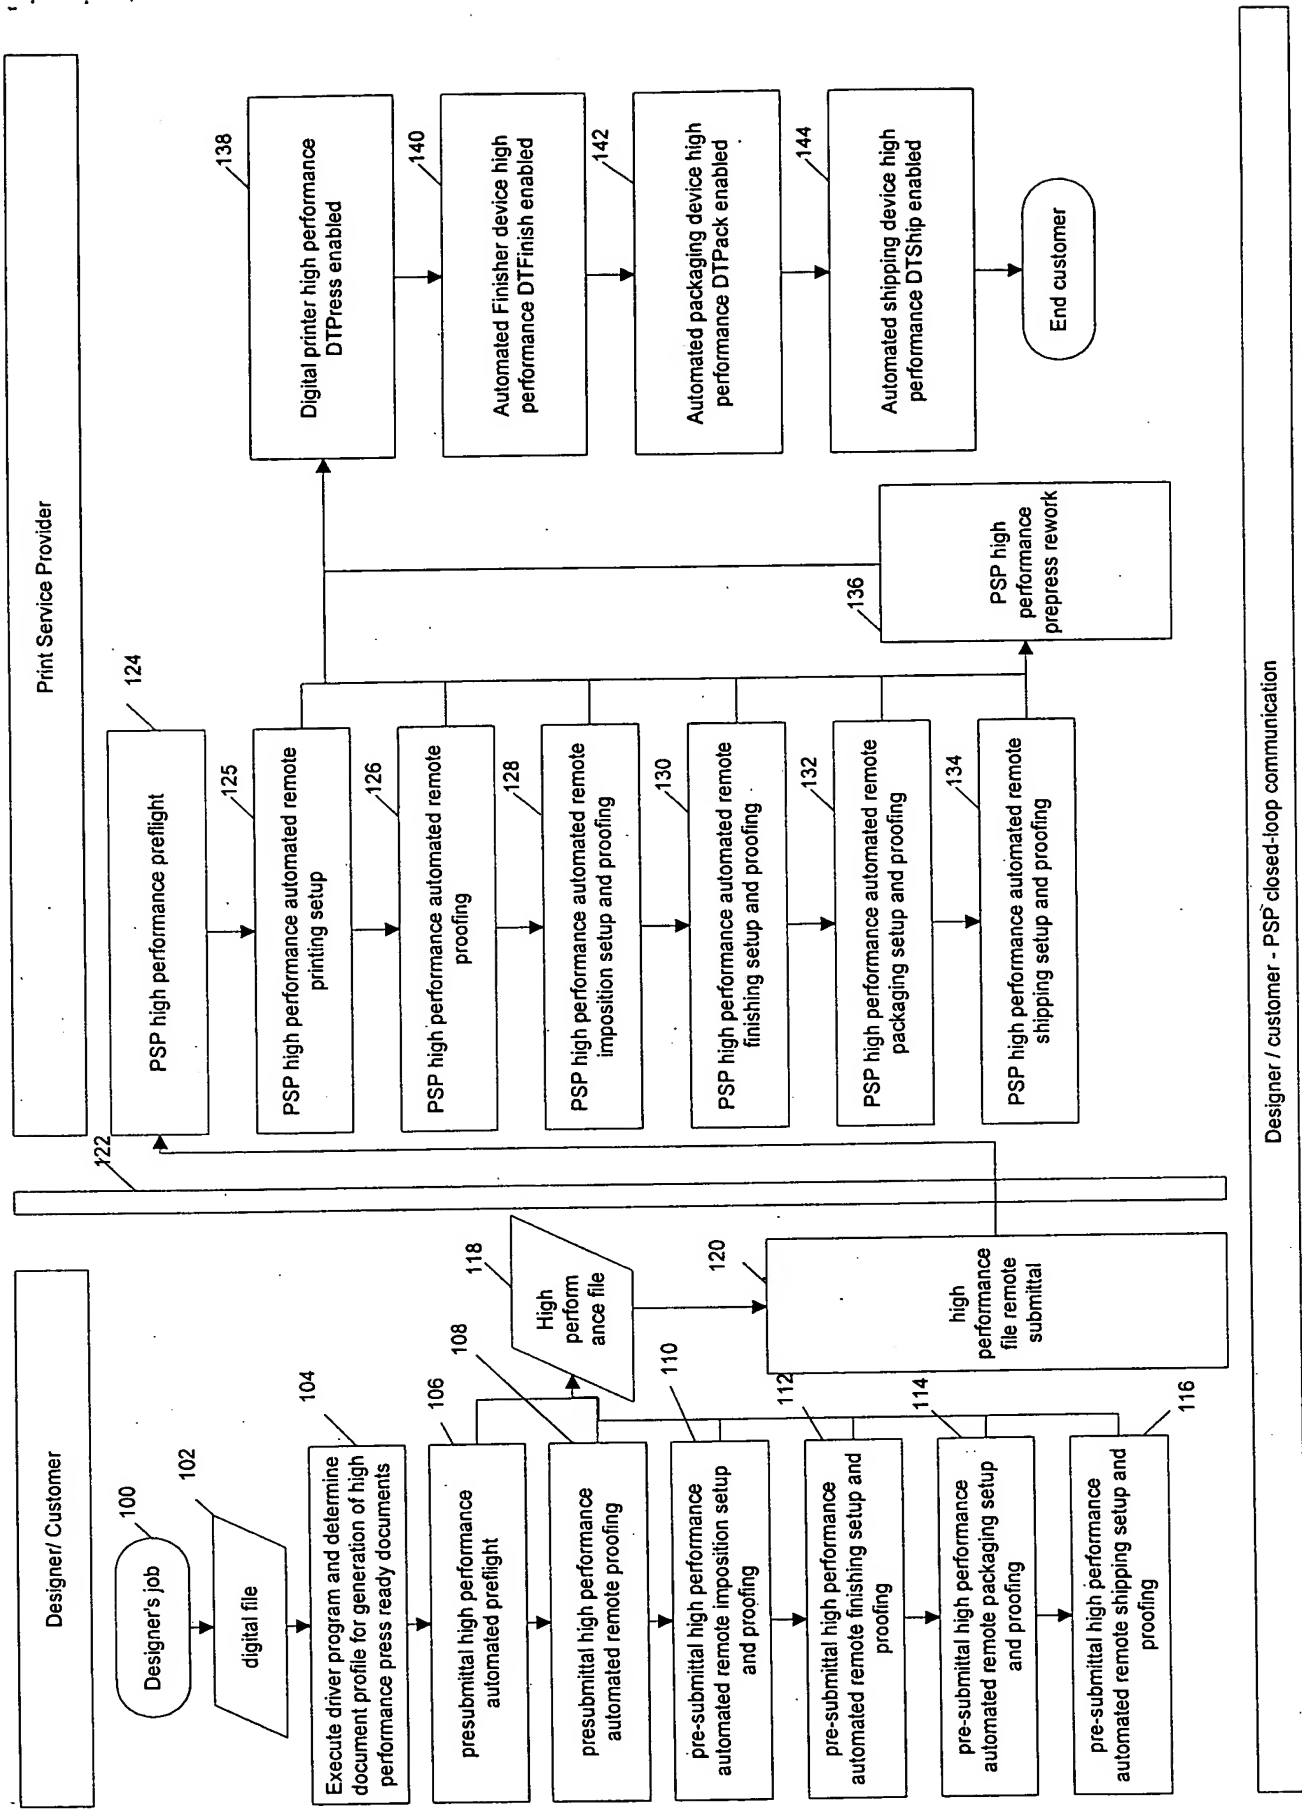 Designer/ Customer
100
Designer's job
102
digital file
104
Execute driver program and determine
document profile for generation of high
performance press ready documents
106
presubmittal high performance
automated preflight
108
presubmittal high performance
automated remote proofing
110
pre-submittal high performance
automated remote imposition setup
and proofing
112
pre-submittal high performance
automated remote finishing setup and
proofing
114
pre-submittal high performance
automated remote packaging setup
and proofing
116
pre-submittal high performance
automated remote shipping setup and
proofing
118
High
perform
ance file
120
high
performance
file remote
submittal
122
Print Service Provider
124
PSP high performance preflight
125
PSP high performance automated remote
printing setup
126
PSP high performance automated remote
proofing
128
PSP high performance automated remote
imposition setup and proofing
130
PSP high performance automated remote
finishing setup and proofing
132
PSP high performance automated remote
packaging setup and proofing
134
PSP high performance automated remote
shipping setup and proofing
136
PSP high
performance
prepress rework
138
Digital printer high performance
DTPress enabled
140
Automated Finisher device high
performance DTFinish enabled
142
Automated packaging device high
performance DTPack enabled
144
Automated shipping device high
performance DTShip enabled
End customer
Designer / customer - PSP closed-loop communication